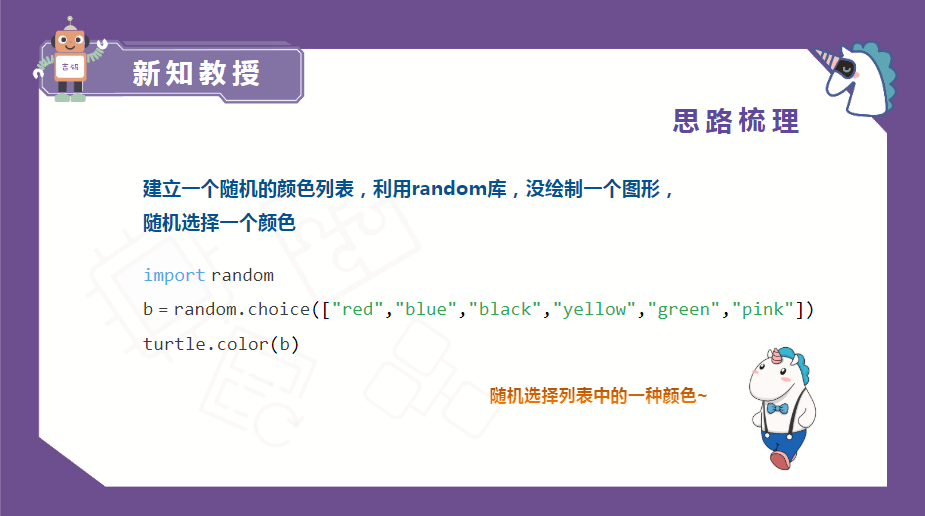 新知教授
思路梳理
建立一个随机的颜色列表，利用random库，没绘制一个图形，
随机选择一个颜色
import random
b = random.choice(["red","blue","black","yellow","green","pink"])
turtle.color(b)
随机选择列表中的一种颜色~